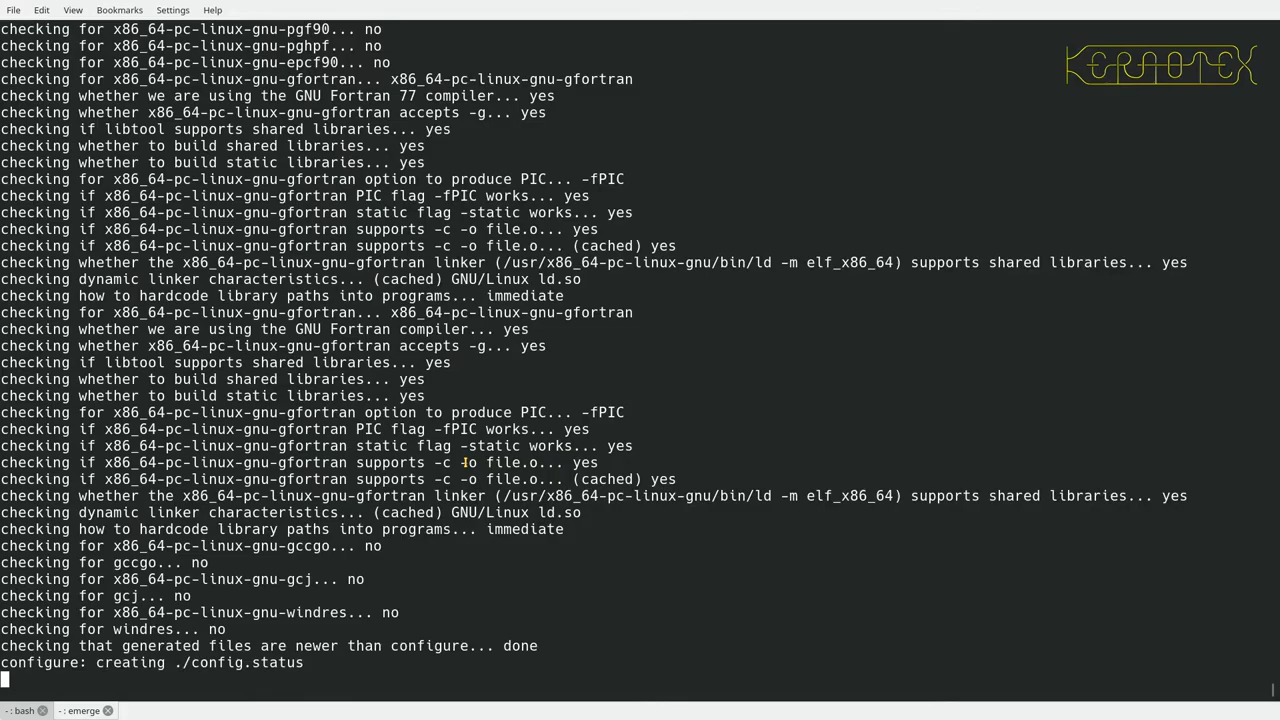 File Edit View Bookmarks Settings Help
checking for x86_64-pc-linux-gnu-pgf90... no
checking for x86_64-pc-linux-gnu-pghpf... no
checking for x86_64-pc-linux-gnu-epcf90... no
checking for x86_64-pc-linux-gnu-gfortran... x86_64-pc-linux-gnu-gfortran
checking whether we are using the GNU Fortran 77 compiler... yes
checking whether x86_64-pc-linux-gnu-gfortran accepts -g... yes
checking if libtool supports shared libraries... yes
checking whether to build shared libraries... yes
checking whether to build static libraries... yes
checking for x86_64-pc-linux-gnu-gfortran option to produce PIC... -fPIC
checking if x86_64-pc-linux-gnu-gfortran PIC flag -fPIC works... yes
checking if x86_64-pc-linux-gnu-gfortran static flag -static works... yes
checking if x86_64-pc-linux-gnu-gfortran supports -c -o file.o... yes
checking if x86_64-pc-linux-gnu-gfortran supports -c -o file.o... (cached) yes
checking whether the x86_64-pc-linux-gnu-gfortran linker (/usr/x86_64-pc-linux-gnu/bin/ld -m elf_x86_64) supports shared libraries... yes
checking dynamic linker characteristics... (cached) GNU/Linux ld.so
checking how to hardcode library paths into programs... immediate
checking for x86_64-pc-linux-gnu-gfortran... x86_64-pc-linux-gnu-gfortran
checking whether we are using the GNU Fortran compiler... yes
checking whether x86_64-pc-linux-gnu-gfortran accepts -g... yes
checking if libtool supports shared libraries... yes
checking whether to build shared libraries... yes
checking whether to build static libraries... yes
checking for x86_64-pc-linux-gnu-gfortran option to produce PIC... -fPIC
checking if x86_64-pc-linux-gnu-gfortran PIC flag -fPIC works... yes
checking if x86_64-pc-linux-gnu-gfortran static flag -static works... yes
checking if x86_64-pc-linux-gnu-gfortran supports -c -o file.o... yes
checking if x86_64-pc-linux-gnu-gfortran supports -c -o file.o... (cached) yes
checking whether the x86_64-pc-linux-gnu-gfortran linker (/usr/x86_64-pc-linux-gnu/bin/ld -m elf_x86_64) supports shared libraries... yes
checking dynamic linker characteristics... (cached) GNU/Linux ld.so
checking how to hardcode library paths into programs... immediate
checking for x86_64-pc-linux-gnu-gccgo... no
checking for gccgo... no
checking for x86_64-pc-linux-gnu-gcj... no
checking for gcj... no
checking for x86_64-pc-linux-gnu-windres... no
checking for windres... no
checking that generated files are newer than configure... done
configure: creating ./config.status
- : bash - : emerge